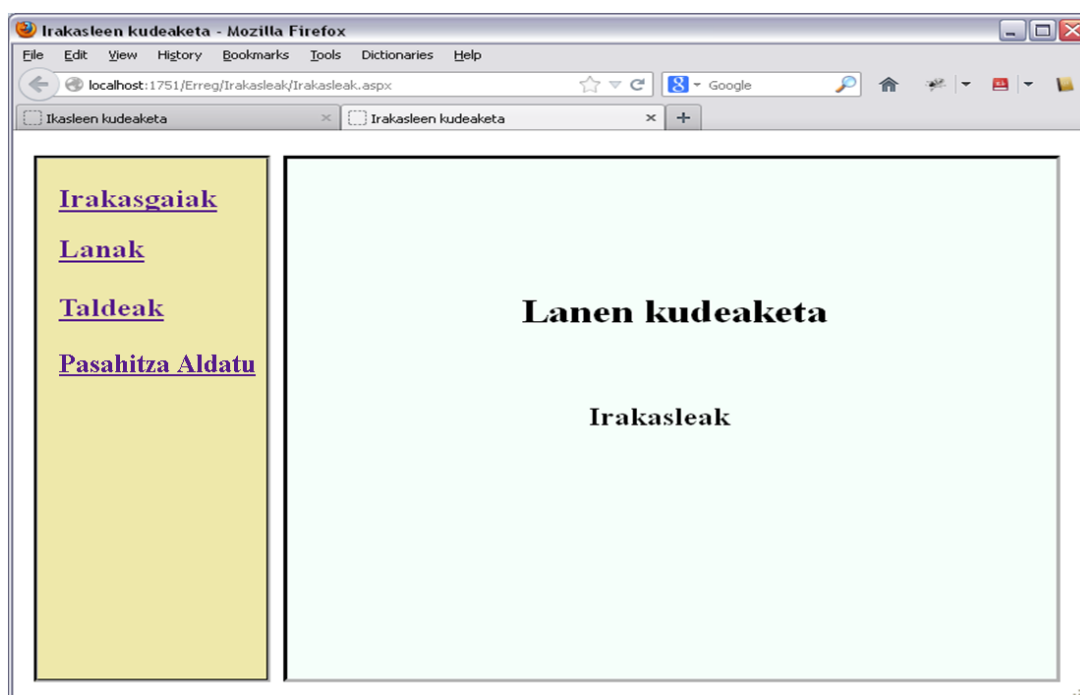 Irakasleen kudeaketa - Mozilla Firefox
File Edit View History Bookmarks Tools Dictionaries Help
localhost:1751/Erreg/Irakasleak/Irakasleak.aspx
8 Google
Ikasleen kudeaketa × Irakasleen kudeaketa × +
Irakasgaiak
Lanak
Taldeak
Pasahitza Aldatu
Lanen kudeaketa
Irakasleak